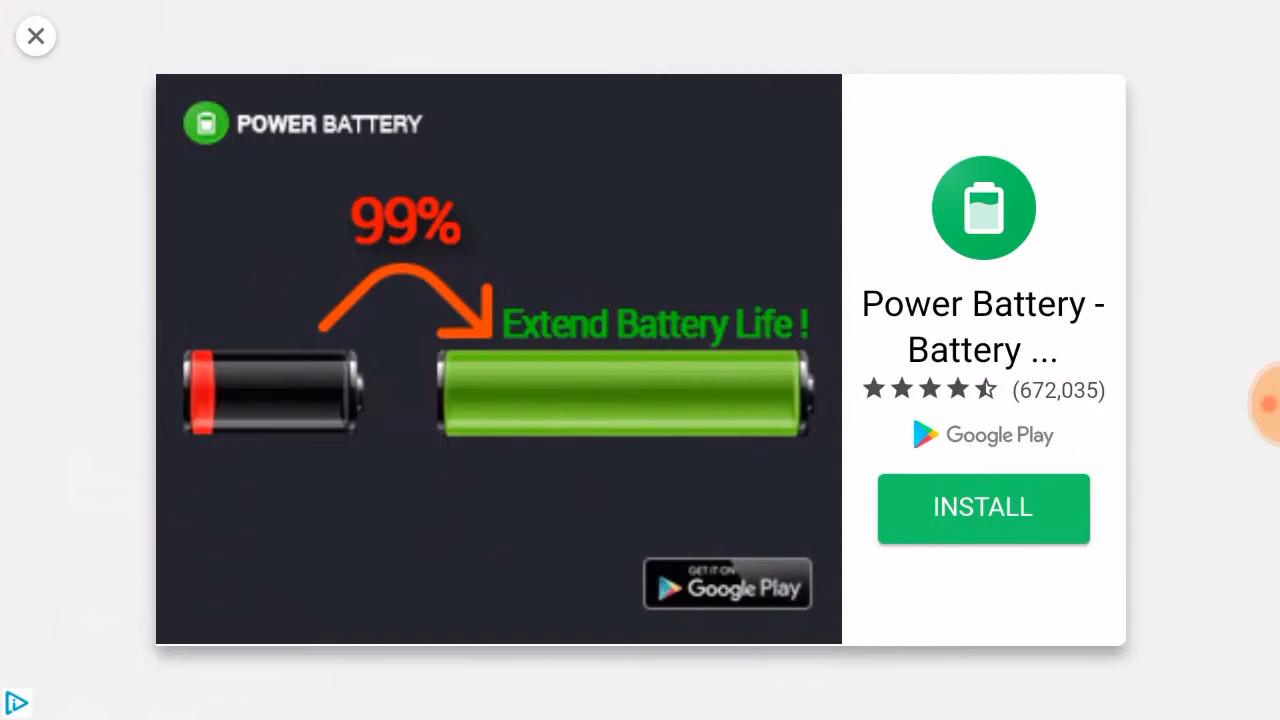 POWER BATTERY
99%
Extend Battery Life !
GET IT ON
Google Play
Power Battery -
Battery ...
(672,035)
Google Play
INSTALL